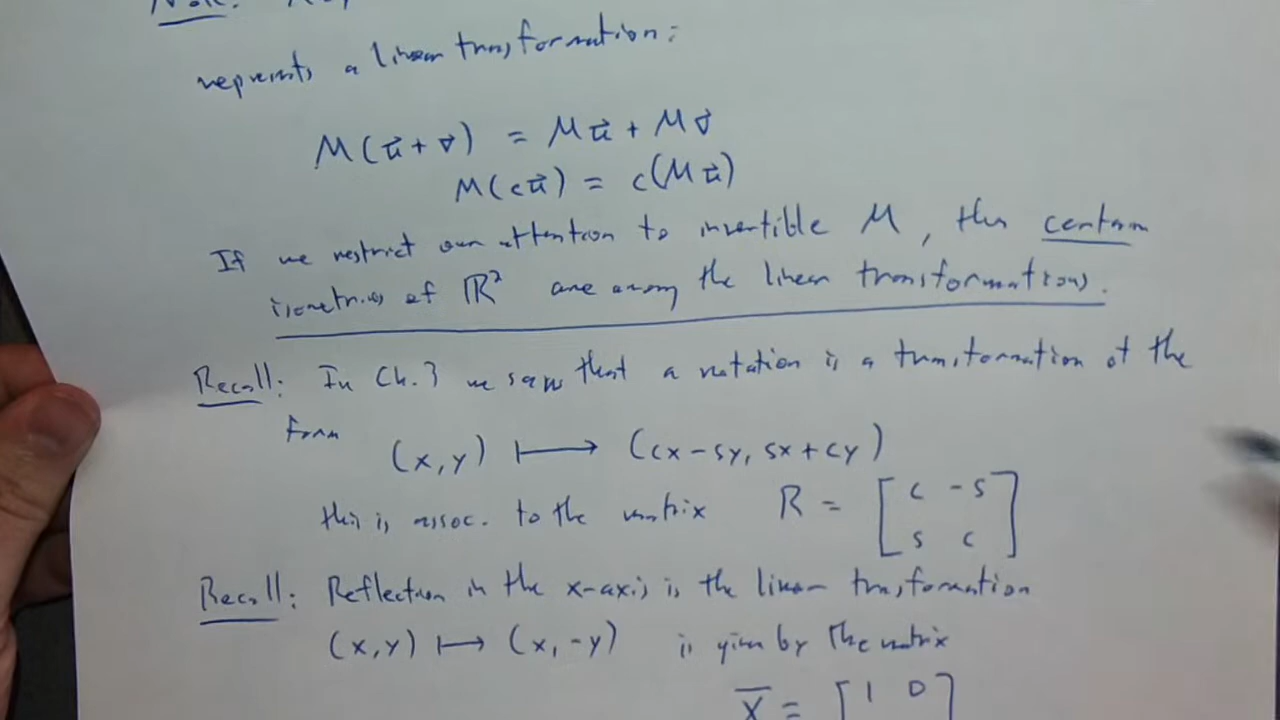 Note:
represents a linear transformation:
M(u⃗ + v⃗) = Mu⃗ + Mv⃗
M(cu⃗) = c(Mu⃗)
If we restrict our attention to invertible M, then certain
isometries of ℝ² are among the linear transformations.
Recall: In Ch. 3 we saw that a rotation is a transformation of the
form
(x,y) ⟼ (cx - sy, sx + cy)
this is assoc. to the matrix R = [c -s
s c]
Recall: Reflection in the x-axis is the linear transformation
(x,y) ⟼ (x, -y) is given by the matrix
X̅ = [1 0]